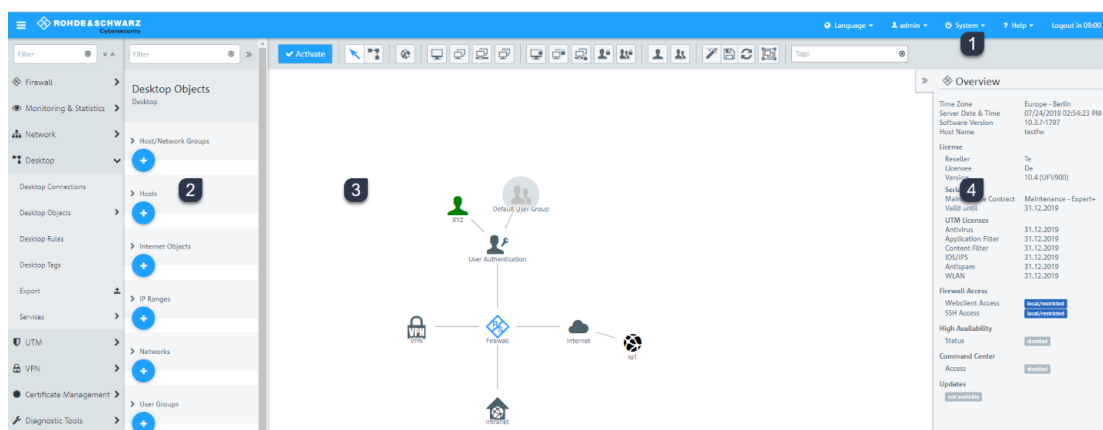 ROHDE & SCHWARZ
Cybersecurity
Language
admin
System
Help
Logout in 09:00
1
Filter
Filter
Activate
Tags
Firewall
Monitoring & Statistics
Network
Desktop
Desktop Connections
Desktop Objects
Desktop Rules
Desktop Tags
Export
Services
UTM
VPN
Certificate Management
Diagnostic Tools
Desktop Objects
Desktop
Host/Network Groups
Hosts
2
Internet Objects
IP Ranges
Networks
User Groups
3
XYZ
Default User Group
User Authentication
VPN
VPN
Firewall
Internet
Io1
Intranet
Overview
Time Zone Europe - Berlin
Server Date & Time 07/24/2019 02:54:23 PM
Software Version 10.3.?-1797
Host Name testfw
License
Reseller Te
Licensee De
Version 10.4 (UFV900)
4
Contract Maintenance - Expert+
Valid until 31.12.2019
UTM Licenses
Antivirus 31.12.2019
Application Filter 31.12.2019
Content Filter 31.12.2019
IDS/IPS 31.12.2019
Antispam 31.12.2019
WLAN 31.12.2019
Firewall Access
Webclient Access local/restricted
SSH Access local/restricted
High Availability
Status disabled
Command Center
Access disabled
Updates
not available